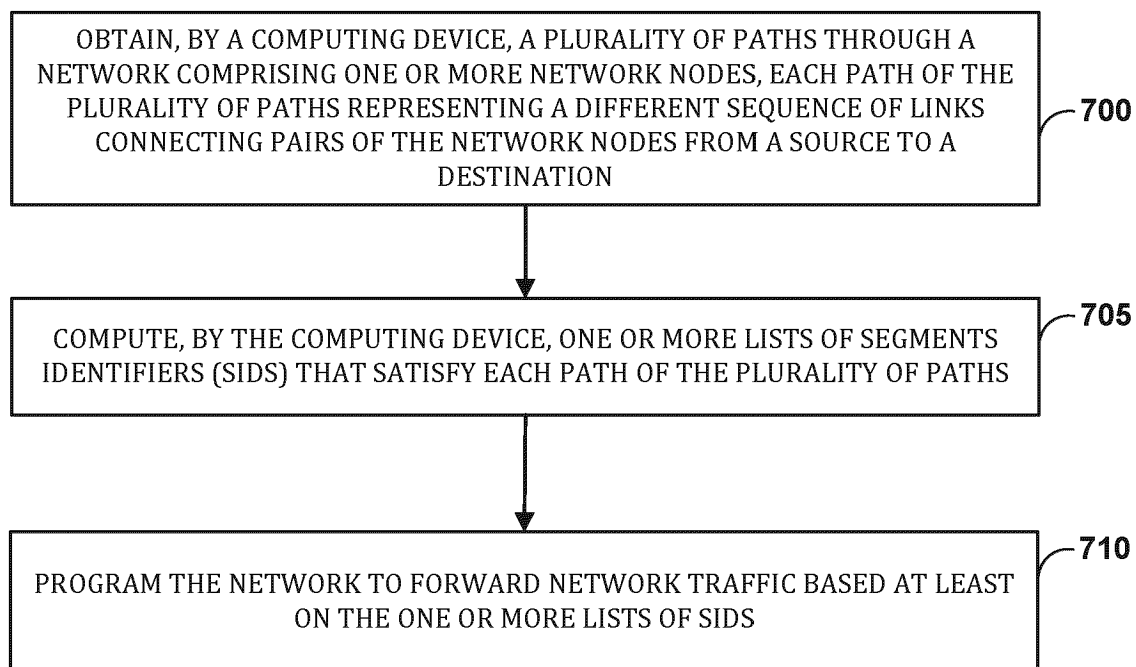 OBTAIN, BY A COMPUTING DEVICE, A PLURALITY OF PATHS THROUGH A
NETWORK COMPRISING ONE OR MORE NETWORK NODES, EACH PATH OF THE
PLURALITY OF PATHS REPRESENTING A DIFFERENT SEQUENCE OF LINKS
CONNECTING PAIRS OF THE NETWORK NODES FROM A SOURCE TO A
DESTINATION
700
COMPUTE, BY THE COMPUTING DEVICE, ONE OR MORE LISTS OF SEGMENTS
IDENTIFIERS (SIDS) THAT SATISFY EACH PATH OF THE PLURALITY OF PATHS
705
PROGRAM THE NETWORK TO FORWARD NETWORK TRAFFIC BASED AT LEAST
ON THE ONE OR MORE LISTS OF SIDS
710